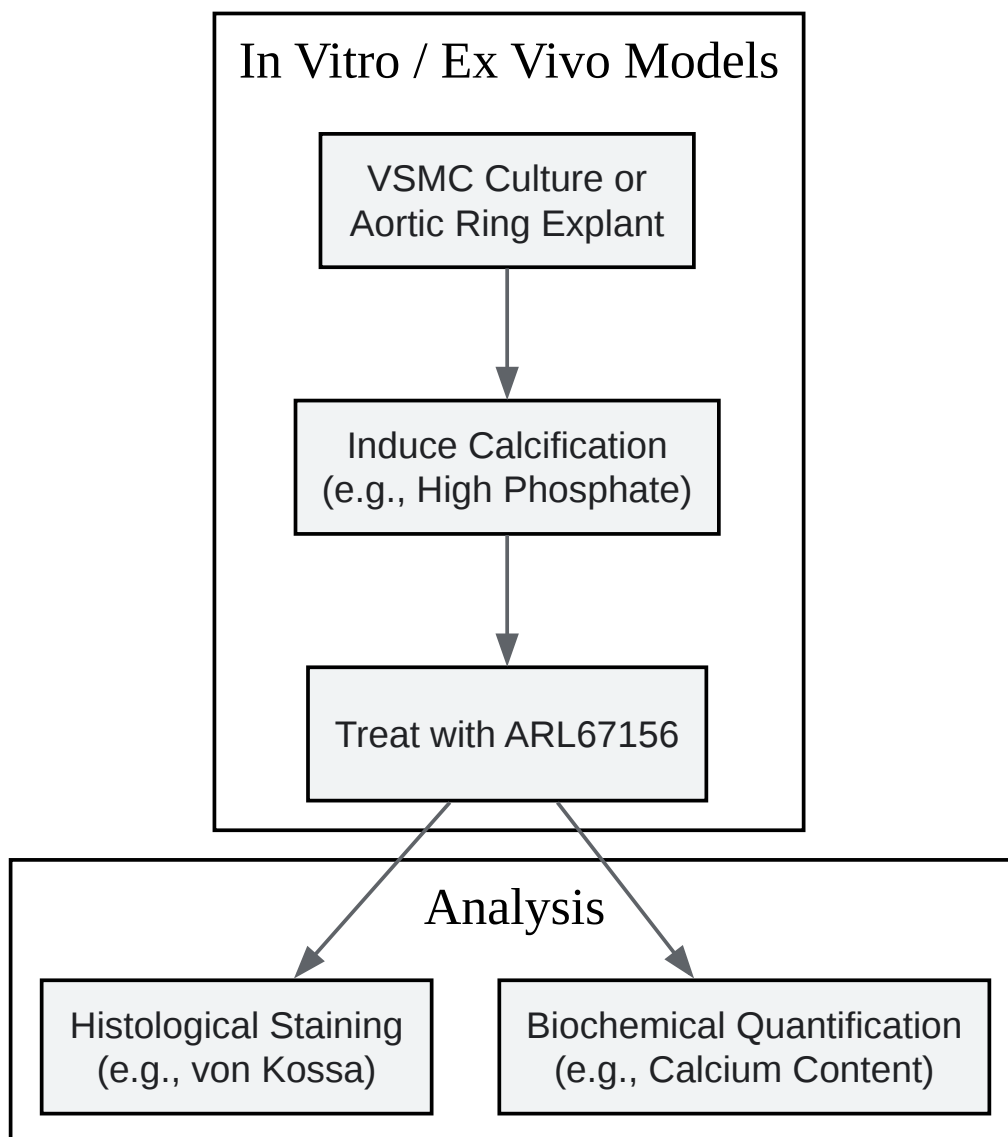 In Vitro / Ex Vivo Models
VSMC Culture or
Aortic Ring Explant
Induce Calcification
(e.g., High Phosphate)
Treat with ARL67156
Analysis
Histological Staining
(e.g., von Kossa)
Biochemical Quantification
(e.g., Calcium Content)